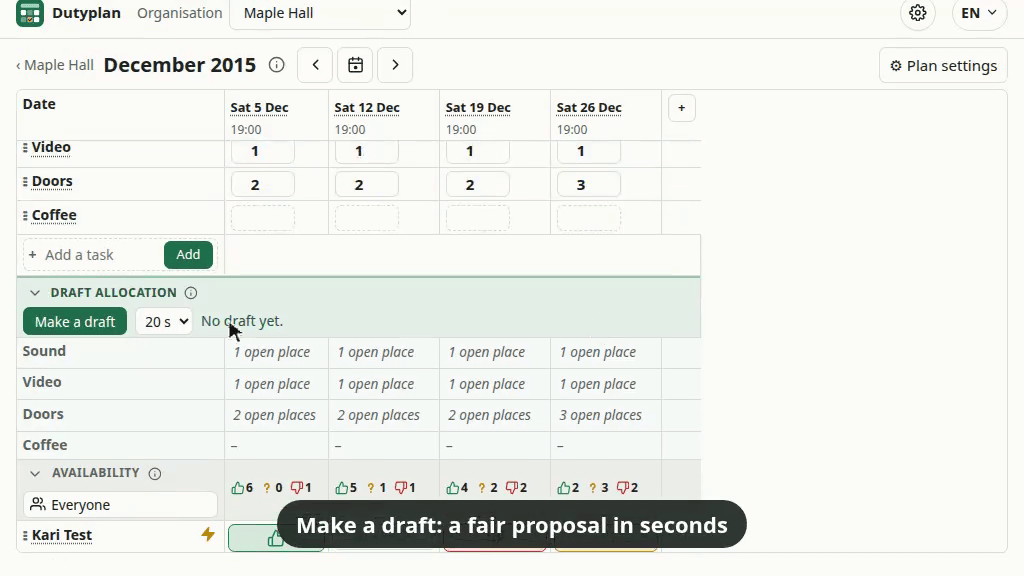 Dutyplan Organisation Maple Hall EN
‹ Maple Hall December 2015 Plan settings
Date Sat 5 Dec Sat 12 Dec Sat 19 Dec Sat 26 Dec +
19:00 19:00 19:00 19:00
Video 1 1 1 1
Doors 2 2 2 3
Coffee
+ Add a task Add
DRAFT ALLOCATION
Make a draft 20 s No draft yet.
Sound 1 open place 1 open place 1 open place 1 open place
Video 1 open place 1 open place 1 open place 1 open place
Doors 2 open places 2 open places 2 open places 3 open places
Coffee – – – –
AVAILABILITY 6 ? 0 1 5 ? 1 1 4 ? 2 2 2 ? 3 2
Everyone
Make a draft: a fair proposal in seconds
Kari Test